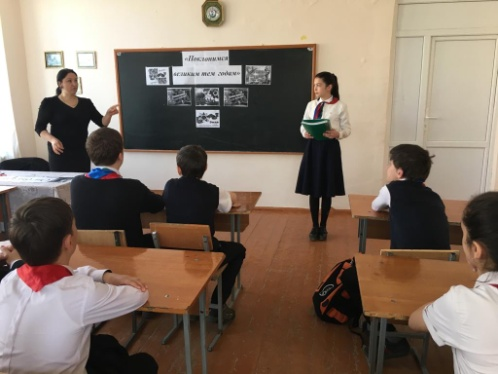 «Поклонимся
великим тем годам»